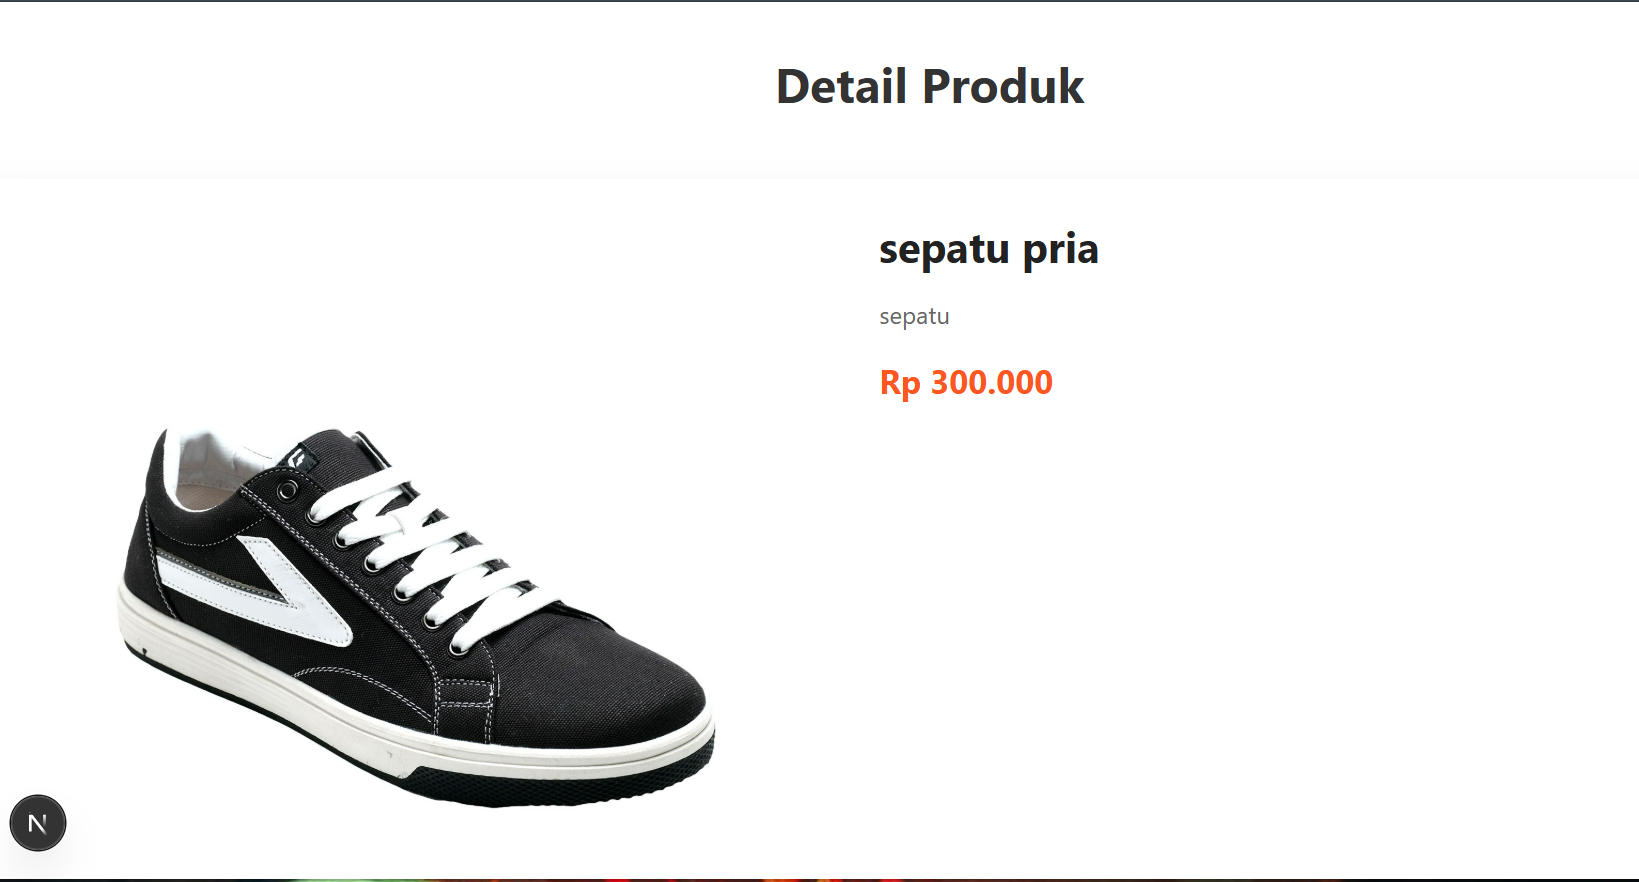 Detail Produk
sepatu pria
sepatu
Rp 300.000
N